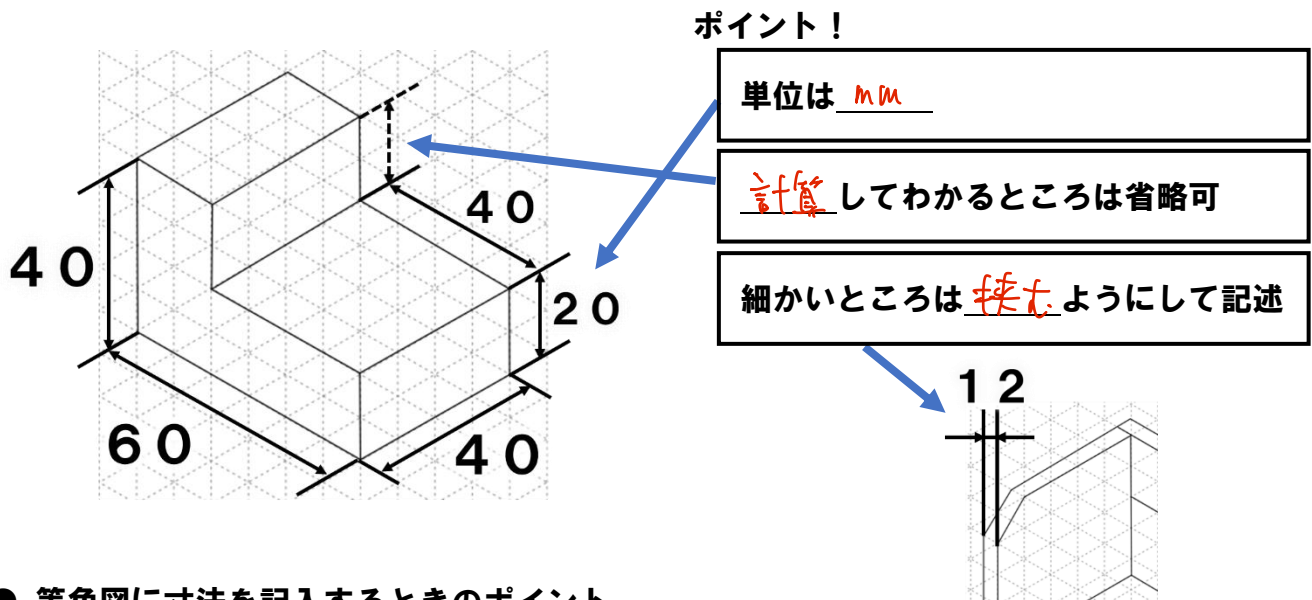 ポイント！
単位は mm
計算してわかるところは省略可
細かいところは挟むようにして記述
40
40
20
60
40
12
● 等角図に寸法を記入するときのポイント